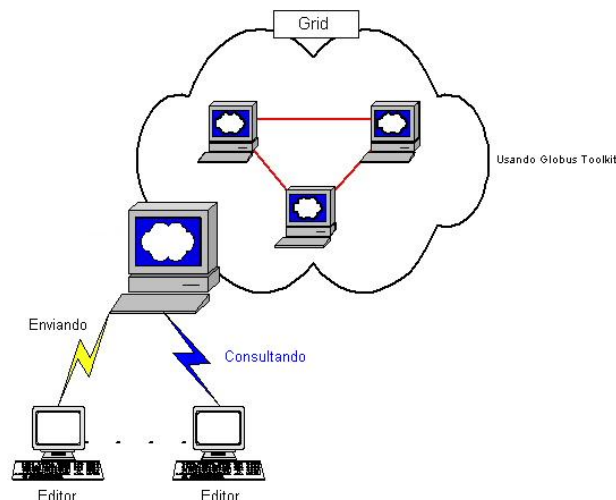 Grid
Usando Globus Toolkit
Enviando
Consultando
Editor
Editor